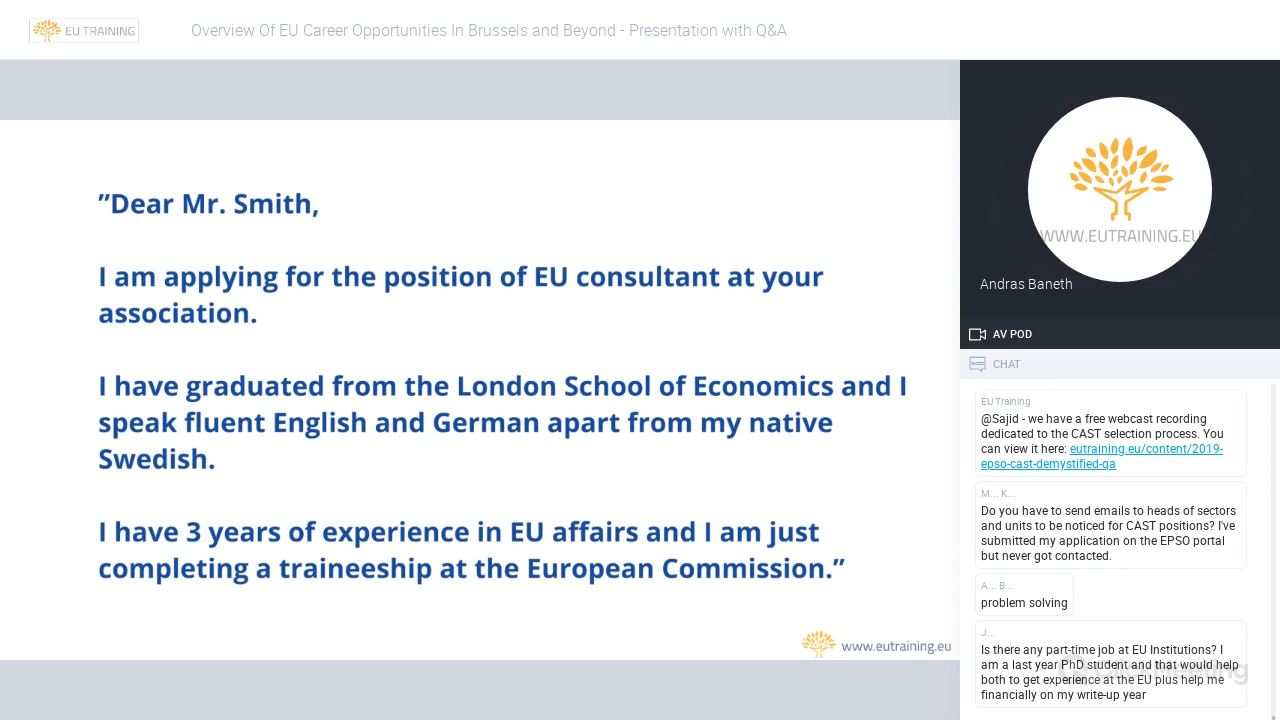 EU TRAINING
Overview Of EU Career Opportunities In Brussels and Beyond - Presentation with Q&A
”Dear Mr. Smith,
I am applying for the position of EU consultant at your
association.
I have graduated from the London School of Economics and I
speak fluent English and German apart from my native
Swedish.
I have 3 years of experience in EU affairs and I am just
completing a traineeship at the European Commission.”
www.eutraining.eu
WWW.EUTRAINING.EU
Andras Baneth
AV POD
CHAT
EU Training
@Sajid - we have a free webcast recording
dedicated to the CAST selection process. You
can view it here: eutraining.eu/content/2019-
epso-cast-demystified-qa
M... K...
Do you have to send emails to heads of sectors
and units to be noticed for CAST positions? I've
submitted my application on the EPSO portal
but never got contacted.
A... B...
problem solving
J...
Is there any part-time job at EU Institutions? I
am a last year PhD student and that would help
both to get experience at the EU plus help me
financially on my write-up year